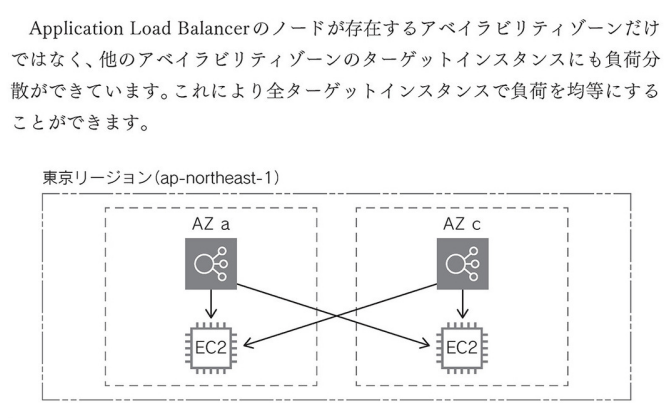 Application Load Balancerのノードが存在するアベイラビリティゾーンだけ
ではなく、他のアベイラビリティゾーンのターゲットインスタンスにも負荷分
散ができています。これにより全ターゲットインスタンスで負荷を均等にする
ことができます。
東京リージョン（ap-northeast-1）
AZ a
AZ c
EC2
EC2